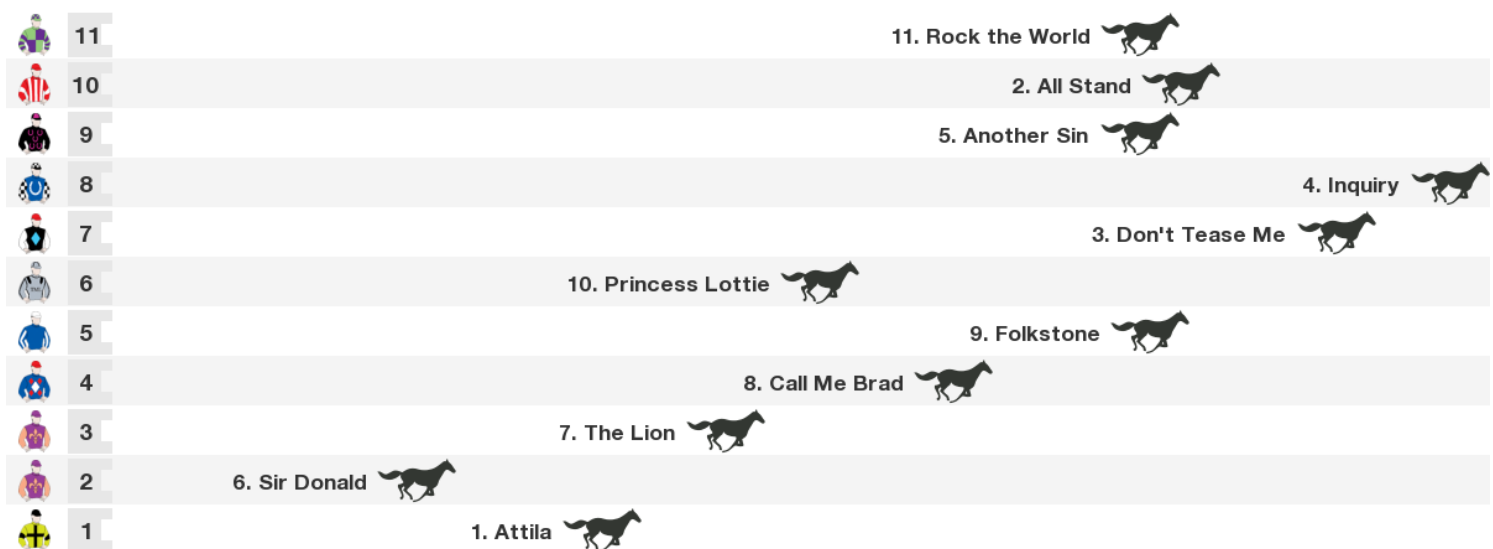 11 11. Rock the World
10 2. All Stand
9 5. Another Sin
8 4. Inquiry
7 3. Don't Tease Me
6 10. Princess Lottie
5 9. Folkstone
4 8. Call Me Brad
3 7. The Lion
2 6. Sir Donald
1 1. Attila